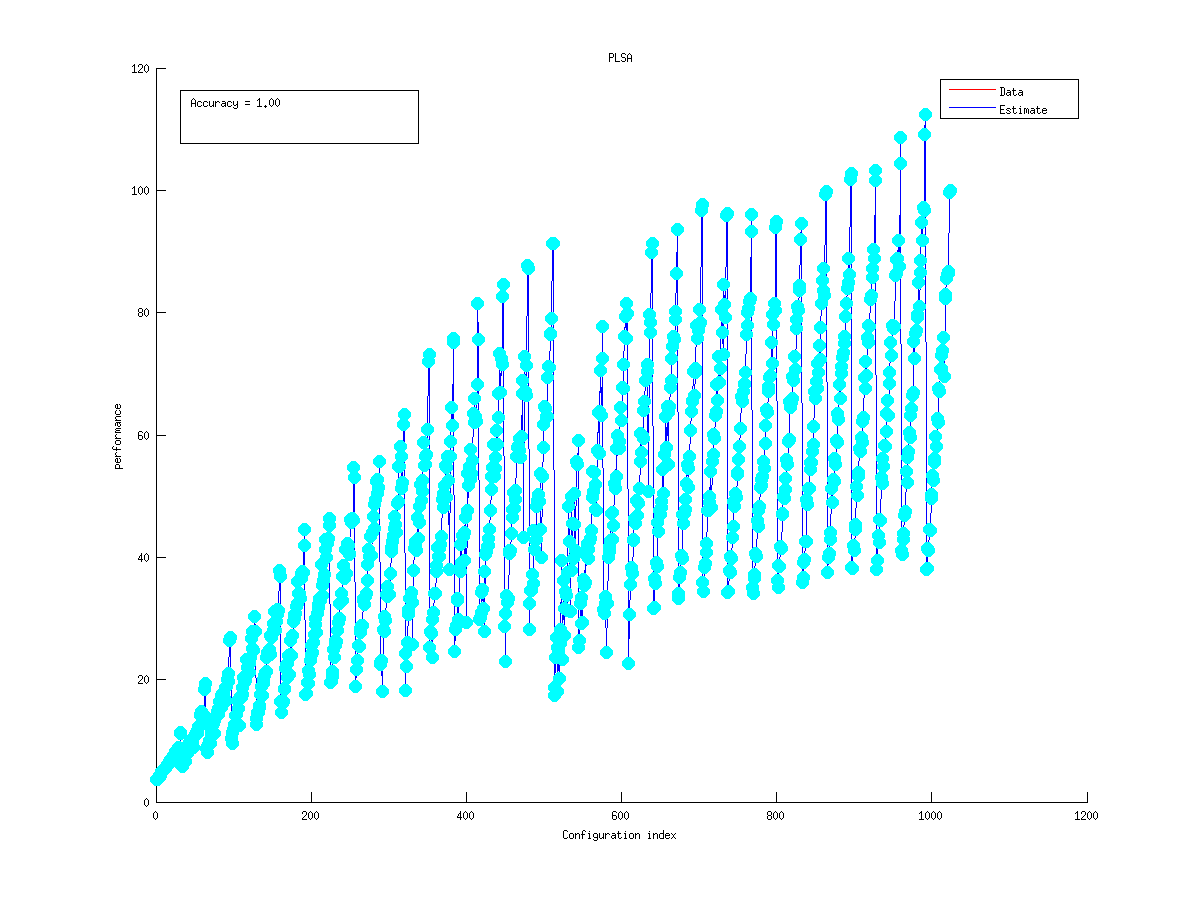 PLSA
120
Accuracy = 1.00
Data
Estimate
100
80
60
performance
40
20
0
0 200 400 600 800 1000 1200
Configuration index